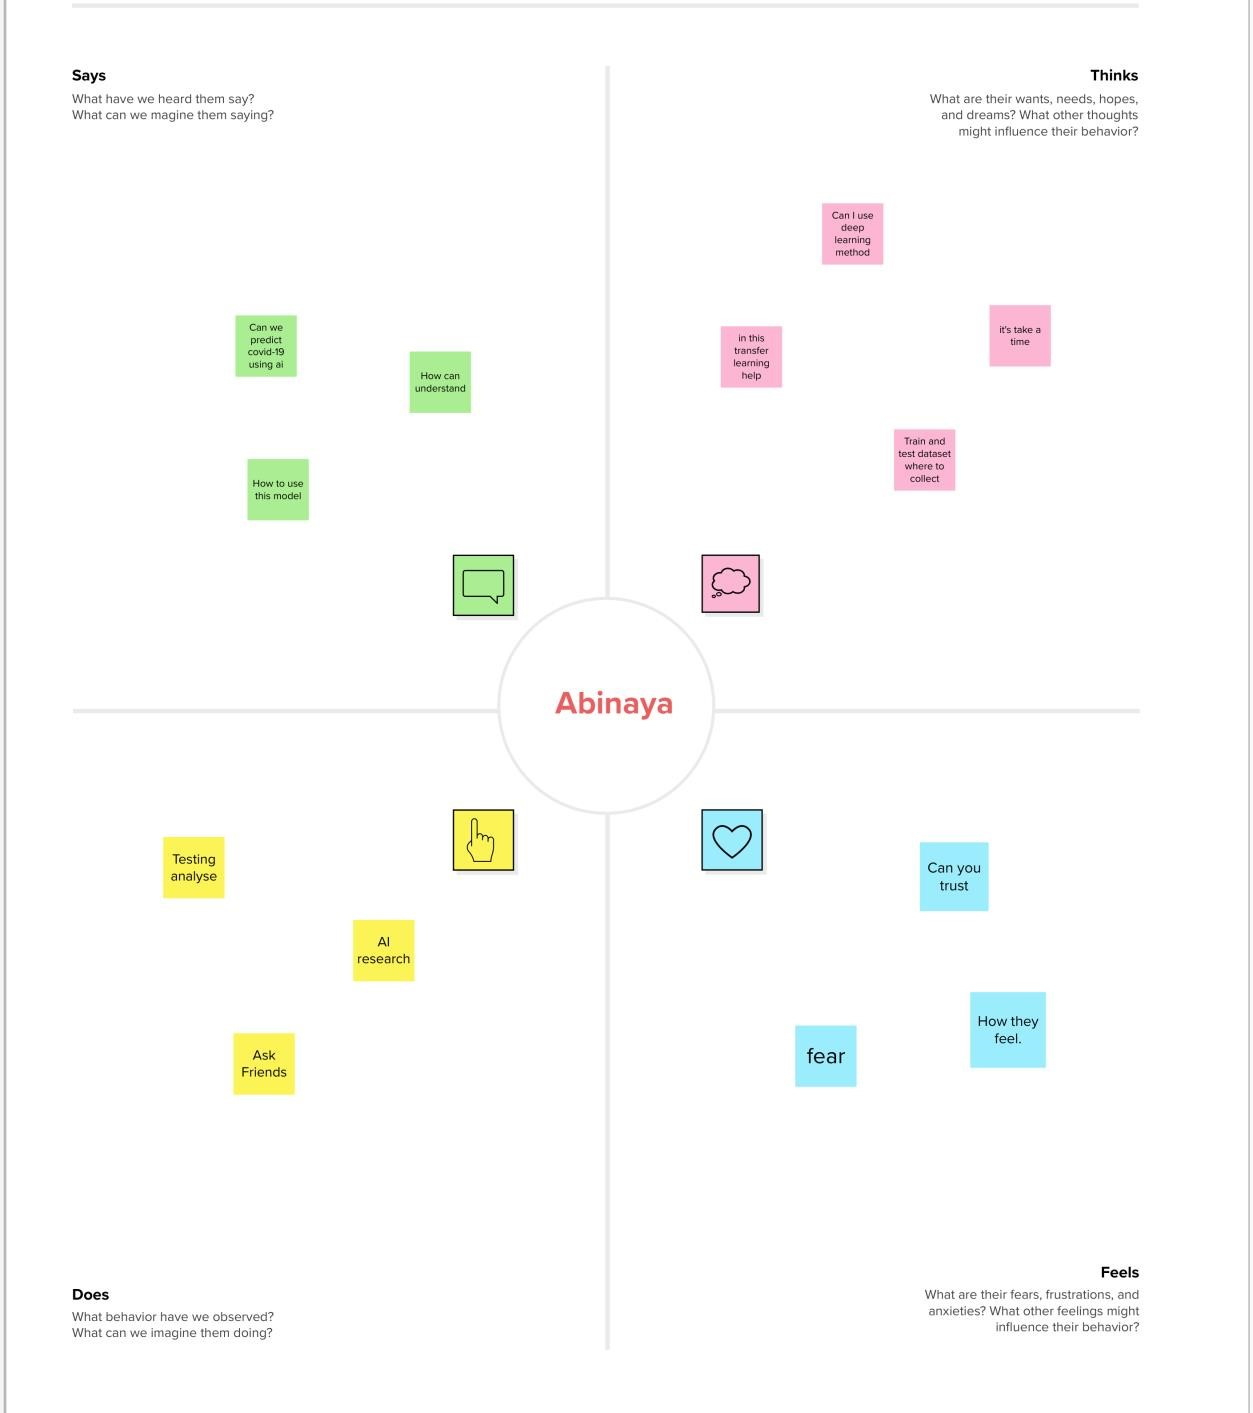 Says
What have we heard them say?
What can we magine them saying?
Thinks
What are their wants, needs, hopes,
and dreams? What other thoughts
might influence their behavior?
Can we
predict
covid-19
using ai
How can
understand
How to use
this model
Can I use
deep
learning
method
in this
transfer
learning
help
it's take a
time
Train and
test dataset
where to
collect
Abinaya
Testing
analyse
AI
research
Ask
Friends
Can you
trust
How they
feel.
fear
Does
What behavior have we observed?
What can we imagine them doing?
Feels
What are their fears, frustrations, and
anxieties? What other feelings might
influence their behavior?